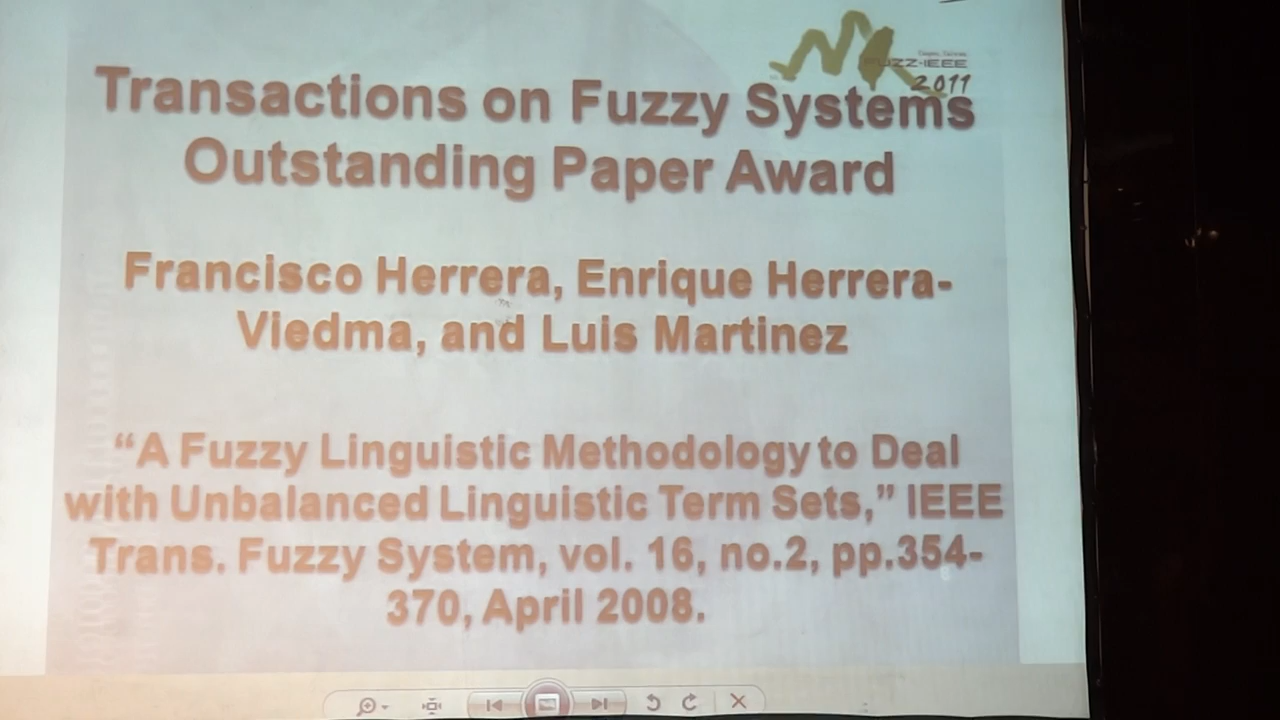 Taipei, Taiwan
FUZZ-IEEE
2011
Transactions on Fuzzy Systems
Outstanding Paper Award
Francisco Herrera, Enrique Herrera-
Viedma, and Luis Martinez
“A Fuzzy Linguistic Methodology to Deal
with Unbalanced Linguistic Term Sets,” IEEE
Trans. Fuzzy System, vol. 16, no.2, pp.354-
370, April 2008.